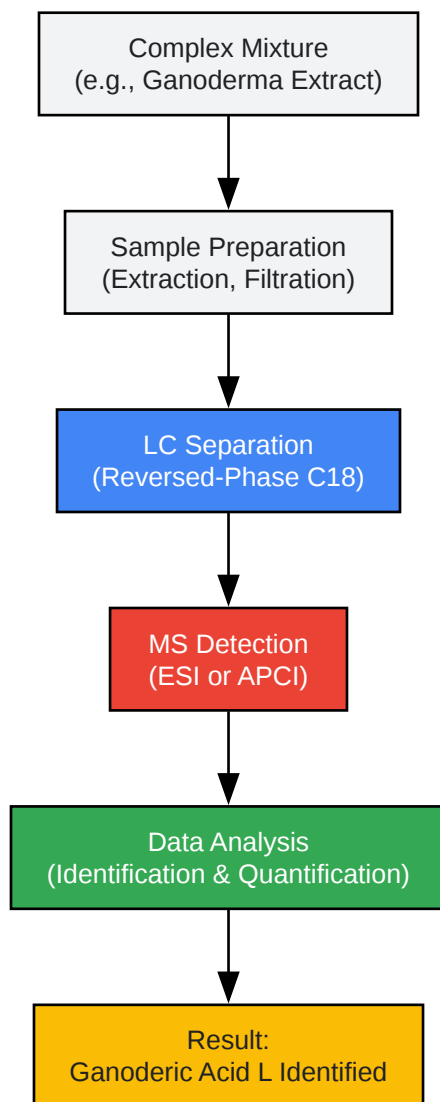 Complex Mixture
(e.g., Ganoderma Extract)
Sample Preparation
(Extraction, Filtration)
LC Separation
(Reversed-Phase C18)
MS Detection
(ESI or APCI)
Data Analysis
(Identification & Quantification)
Result:
Ganoderic Acid L Identified